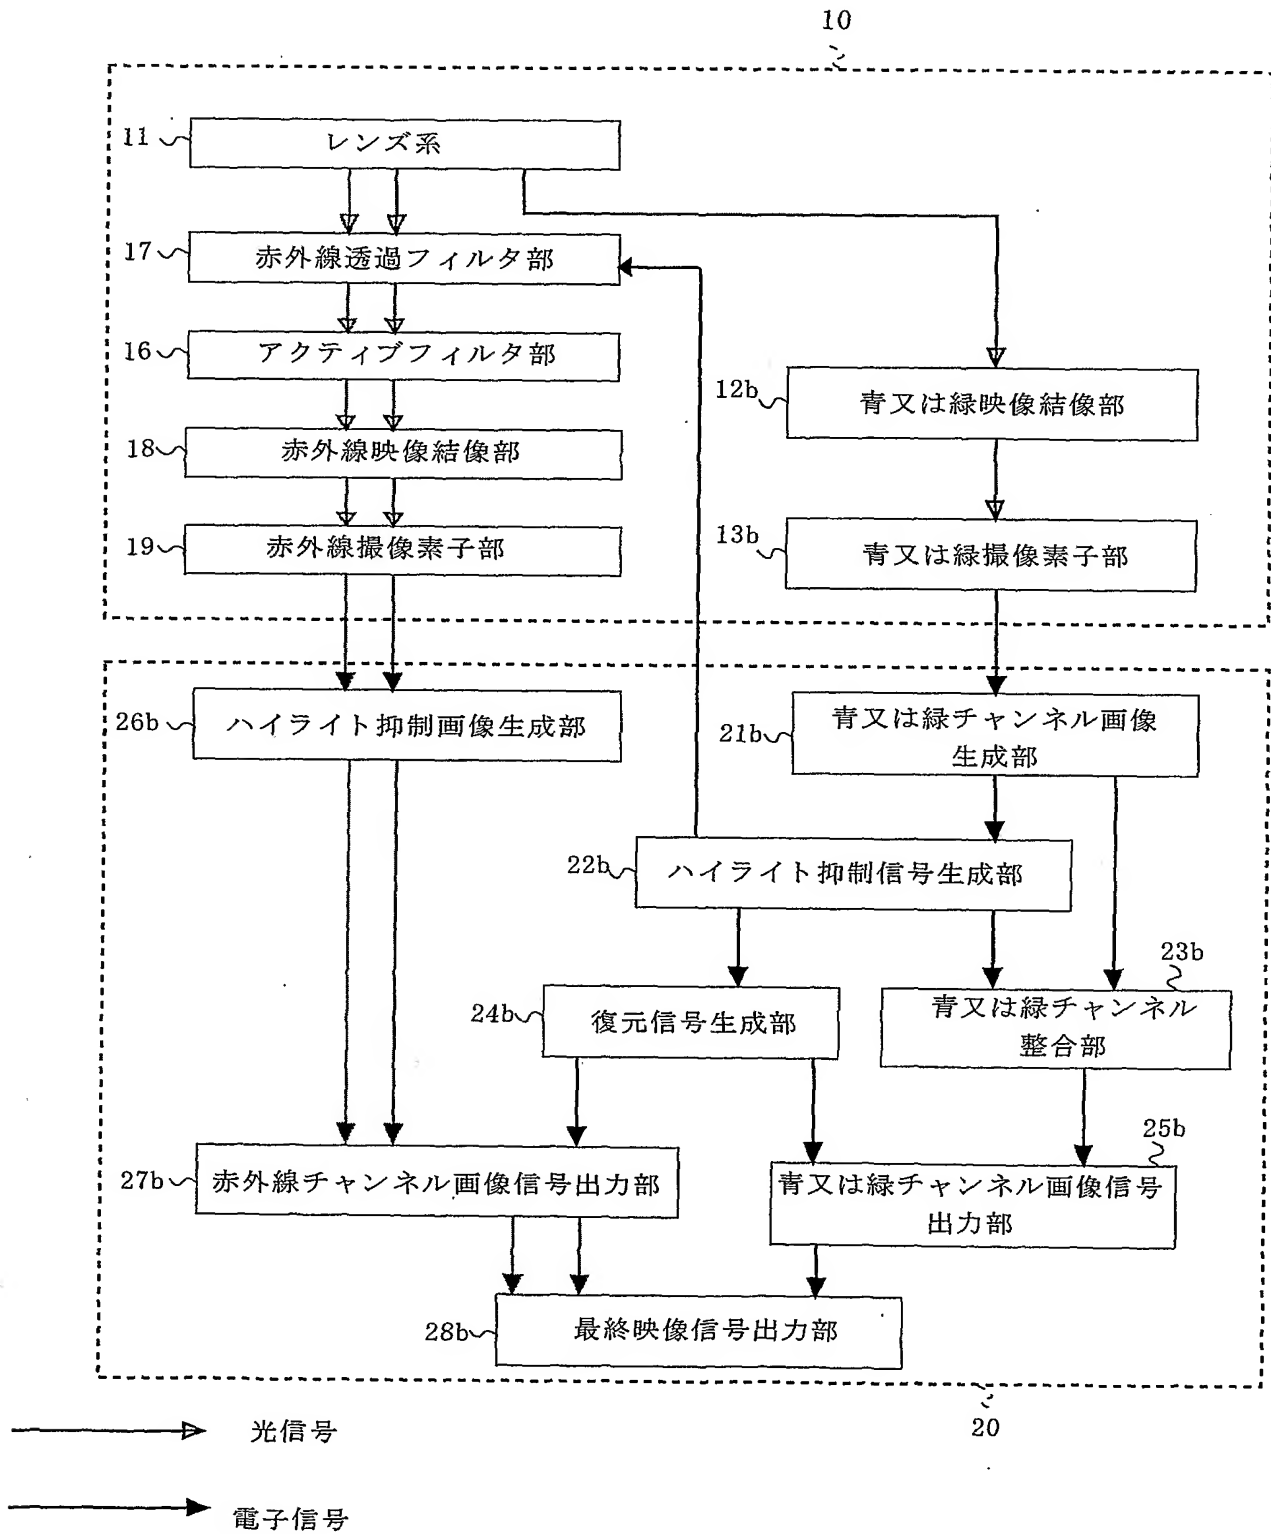 10
11
レンズ系
17
赤外線透過フィルタ部
16
アクティブフィルタ部
12b
青又は緑映像結像部
18
赤外線映像結像部
13b
青又は緑撮像素子部
19
赤外線撮像素子部
26b
ハイライト抑制画像生成部
21b
青又は緑チャンネル画像
生成部
22b
ハイライト抑制信号生成部
23b
青又は緑チャンネル
整合部
24b
復元信号生成部
25b
青又は緑チャンネル画像信号
出力部
27b
赤外線チャンネル画像信号出力部
28b
最終映像信号出力部
20
光信号
電子信号